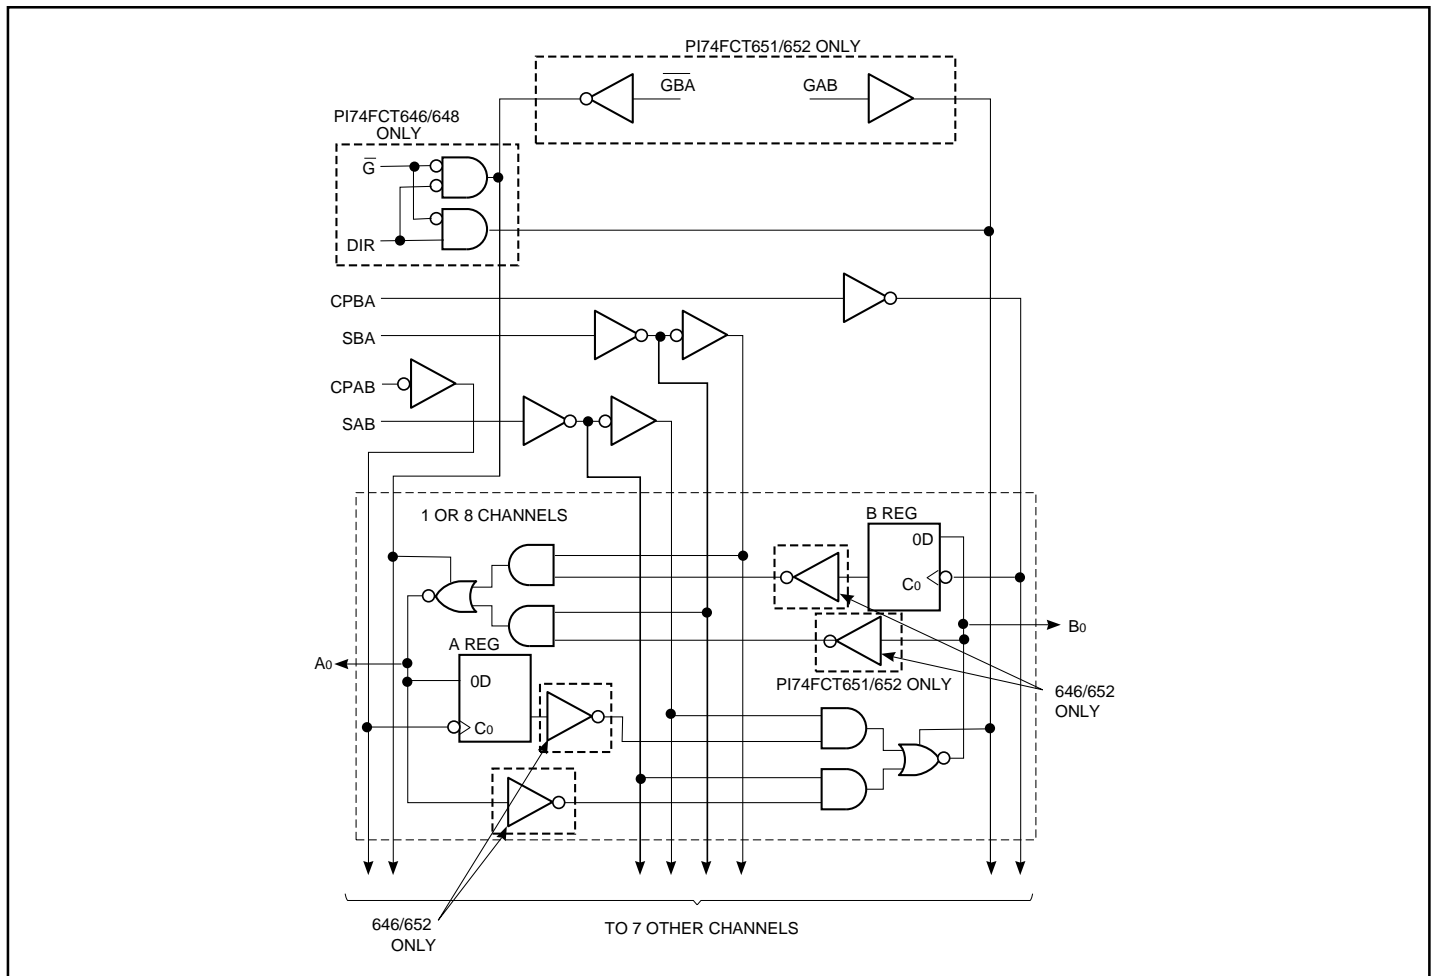 PI74FCT651/652 ONLY
GBA
GAB
PI74FCT646/648
ONLY
G
DIR
CPBA
SBA
CPAB
SAB
1 OR 8 CHANNELS
B REG
0D
C0
B0
A REG
A0
0D
C0
PI74FCT651/652 ONLY
646/652
ONLY
646/652
ONLY
TO 7 OTHER CHANNELS